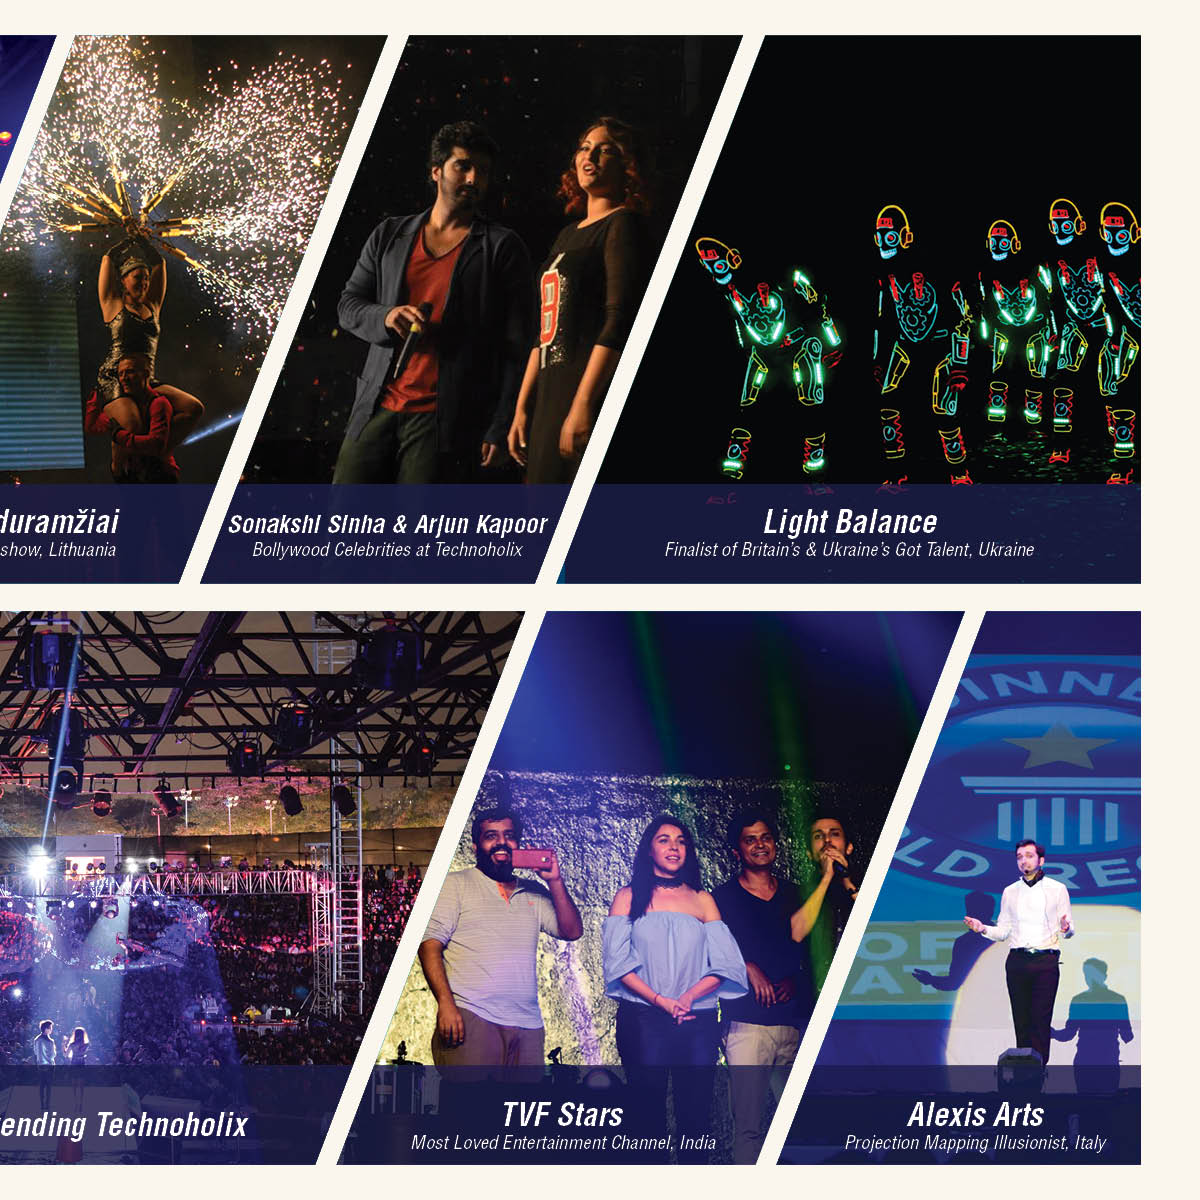 duramžiai
show, Lithuania
Sonakshi Sinha & Arjun Kapoor
Bollywood Celebrities at Technoholix
Light Balance
Finalist of Britain's & Ukraine's Got Talent, Ukraine
ending Technoholix
TVF Stars
Most Loved Entertainment Channel, India
Alexis Arts
Projection Mapping Illusionist, Italy